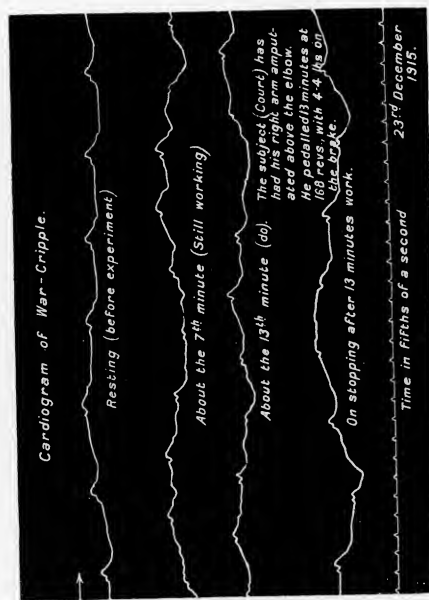 Cardiogram of War-Cripple.
Resting (before experiment)
About the 7th minute (Still working)
About the 13th minute (do).
The subject (Court) has
had his right arm amput-
ated above the elbow.
He pedalled 13 minutes at
168 revs., with 4·4 lbs on
the brake.
On stopping after 13 minutes work.
Time in fifths of a second
23rd December
1915.